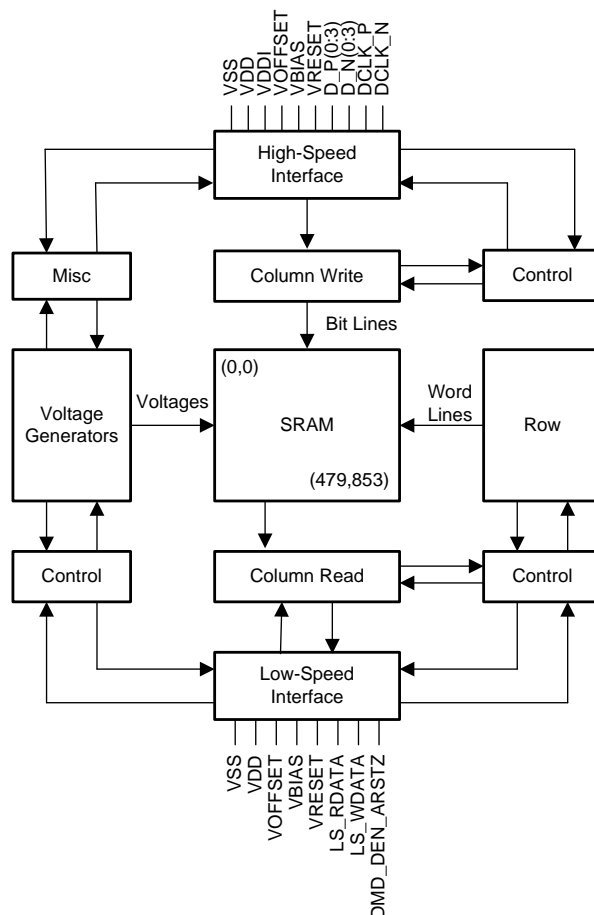 VSS
VDD
VDDI
VOFFSET
VBIAS
VRESET
D_P(0:3)
D_N(0:3)
DCLK_P
DCLK_N
High-Speed
Interface
Misc
Column Write
Control
Bit Lines
(0,0)
Voltage
Generators
Voltages
SRAM
Word
Lines
Row
(479,853)
Control
Column Read
Control
Low-Speed
Interface
VSS
VDD
VOFFSET
VBIAS
VRESET
LS_RDATA
LS_WDATA
DMD_DEN_ARSTZ